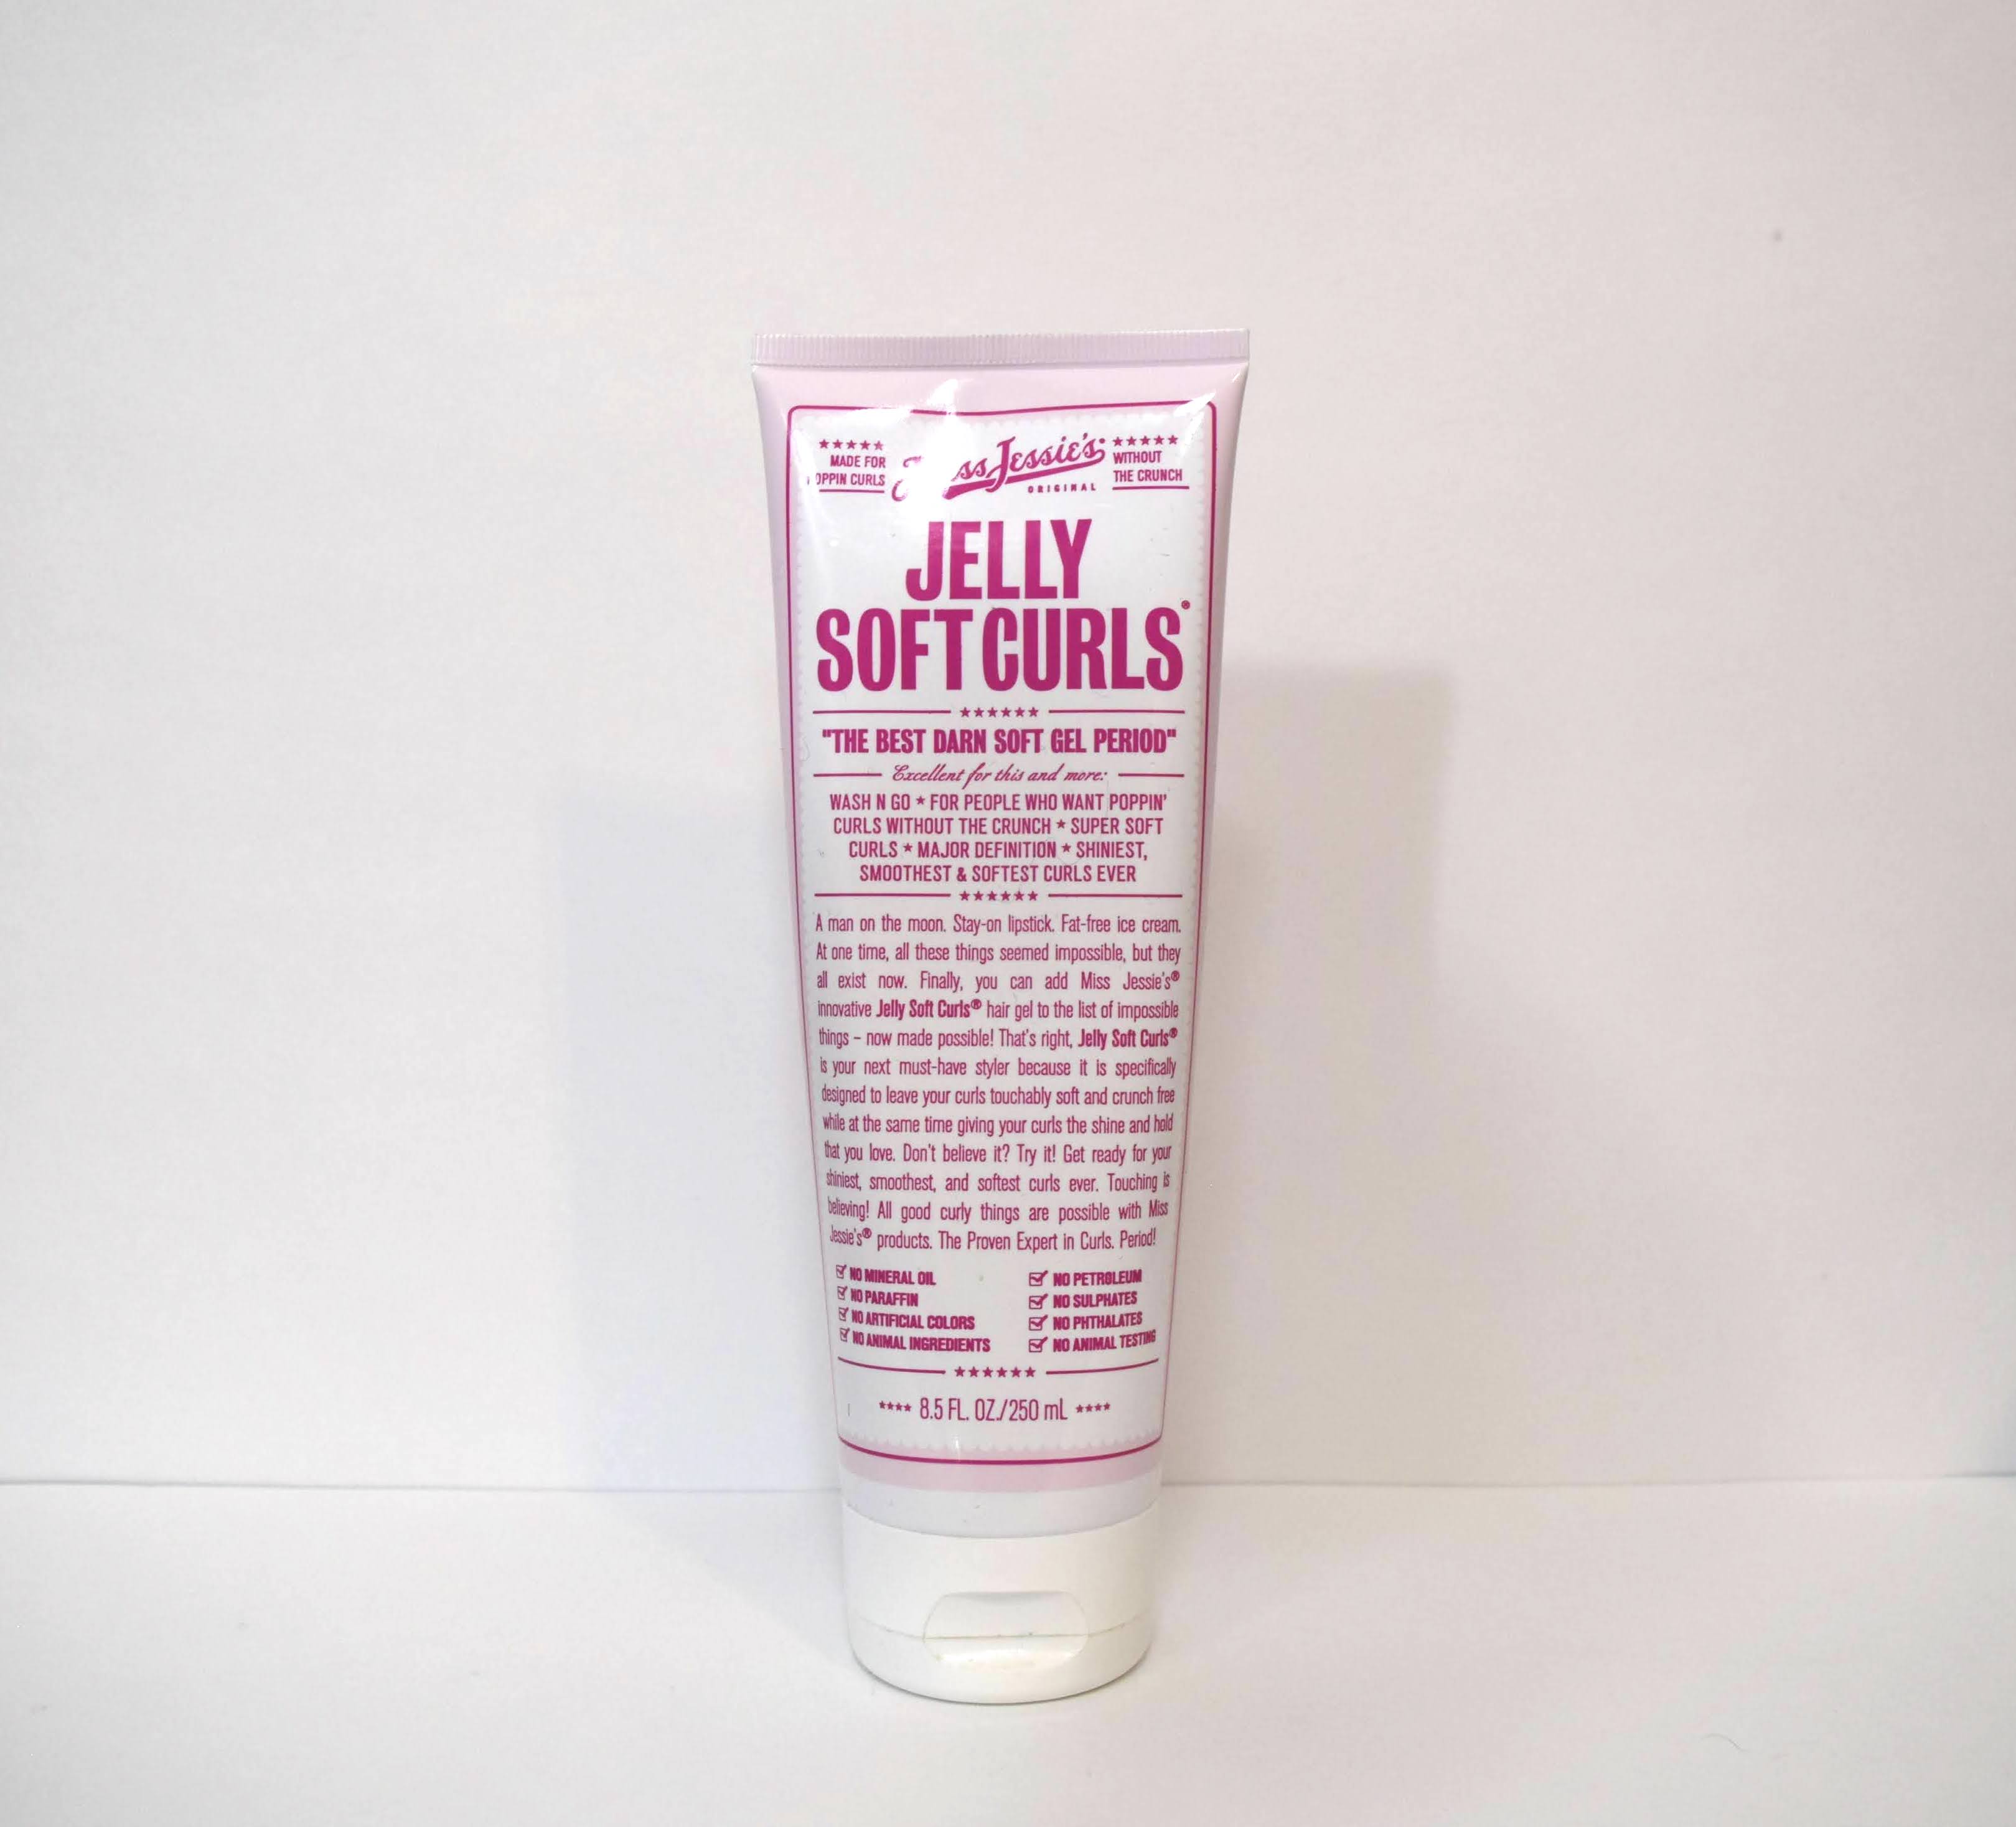 ★★★★★
MADE FOR
OPPIN CURLS
ss Jessie's
ORIGINAL
★★★★★
WITHOUT
THE CRUNCH
JELLY
SOFT CURLS®
★★★★★★
"THE BEST DARN SOFT GEL PERIOD"
Excellent for this and more:
WASH N GO ★ FOR PEOPLE WHO WANT POPPIN'
CURLS WITHOUT THE CRUNCH ★ SUPER SOFT
CURLS ★ MAJOR DEFINITION ★ SHINIEST,
SMOOTHEST & SOFTEST CURLS EVER
★★★★★★
A man on the moon. Stay-on lipstick. Fat-free ice cream.
At one time, all these things seemed impossible, but they
all exist now. Finally, you can add Miss Jessie's®
innovative Jelly Soft Curls® hair gel to the list of impossible
things – now made possible! That's right, Jelly Soft Curls®
is your next must-have styler because it is specifically
designed to leave your curls touchably soft and crunch free
while at the same time giving your curls the shine and hold
that you love. Don't believe it? Try it! Get ready for your
shiniest, smoothest, and softest curls ever. Touching is
believing! All good curly things are possible with Miss
Jessie's® products. The Proven Expert in Curls. Period!
☑ NO MINERAL OIL
☑ NO PARAFFIN
☑ NO ARTIFICIAL COLORS
☑ NO ANIMAL INGREDIENTS
☑ NO PETROLEUM
☑ NO SULPHATES
☑ NO PHTHALATES
☑ NO ANIMAL TESTING
★★★★★★
★★★★ 8.5 FL. OZ./250 mL ★★★★